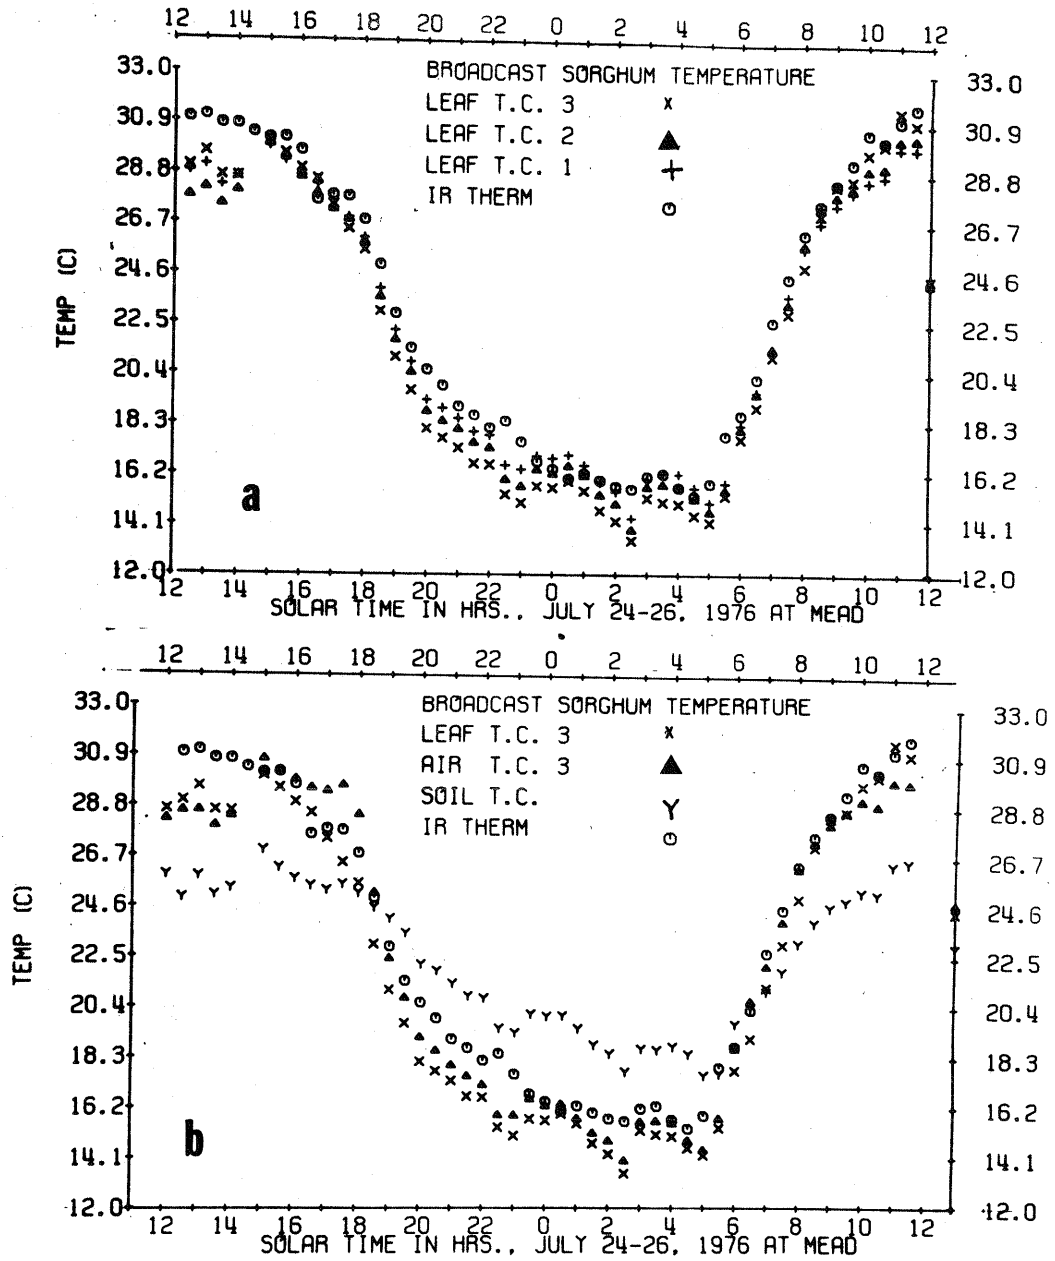 12 14 16 18 20 22 0 2 4 6 8 10 12
BROADCAST SORGHUM TEMPERATURE
LEAF T.C. 3
LEAF T.C. 2
LEAF T.C. 1
IR THERM
33.0
30.9
28.8
26.7
24.6
22.5
20.4
18.3
16.2
14.1
12.0
TEMP (C)
33.0
30.9
28.8
26.7
24.6
22.5
20.4
18.3
16.2
14.1
12.0
a
12 14 16 18 20 22 0 2 4 6 8 10 12
SOLAR TIME IN HRS., JULY 24-26, 1976 AT MEAD
12 14 16 18 20 22 0 2 4 6 8 10 12
BROADCAST SORGHUM TEMPERATURE
LEAF T.C. 3
AIR T.C. 3
SOIL T.C.
IR THERM
33.0
30.9
28.8
26.7
24.6
22.5
20.4
18.3
16.2
14.1
12.0
TEMP (C)
33.0
30.9
28.8
26.7
24.6
22.5
20.4
18.3
16.2
14.1
12.0
b
12 14 16 18 20 22 0 2 4 6 8 10 12
SOLAR TIME IN HRS., JULY 24-26, 1976 AT MEAD